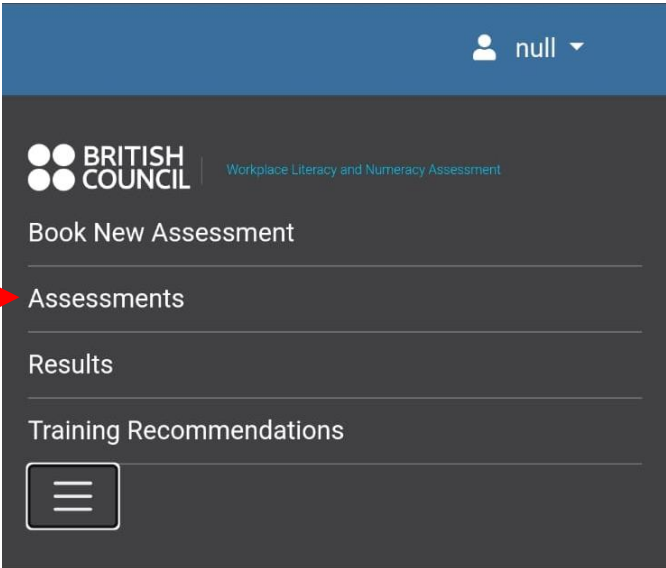 null
BRITISH
COUNCIL
Workplace Literacy and Numeracy Assessment
Book New Assessment
Assessments
Results
Training Recommendations